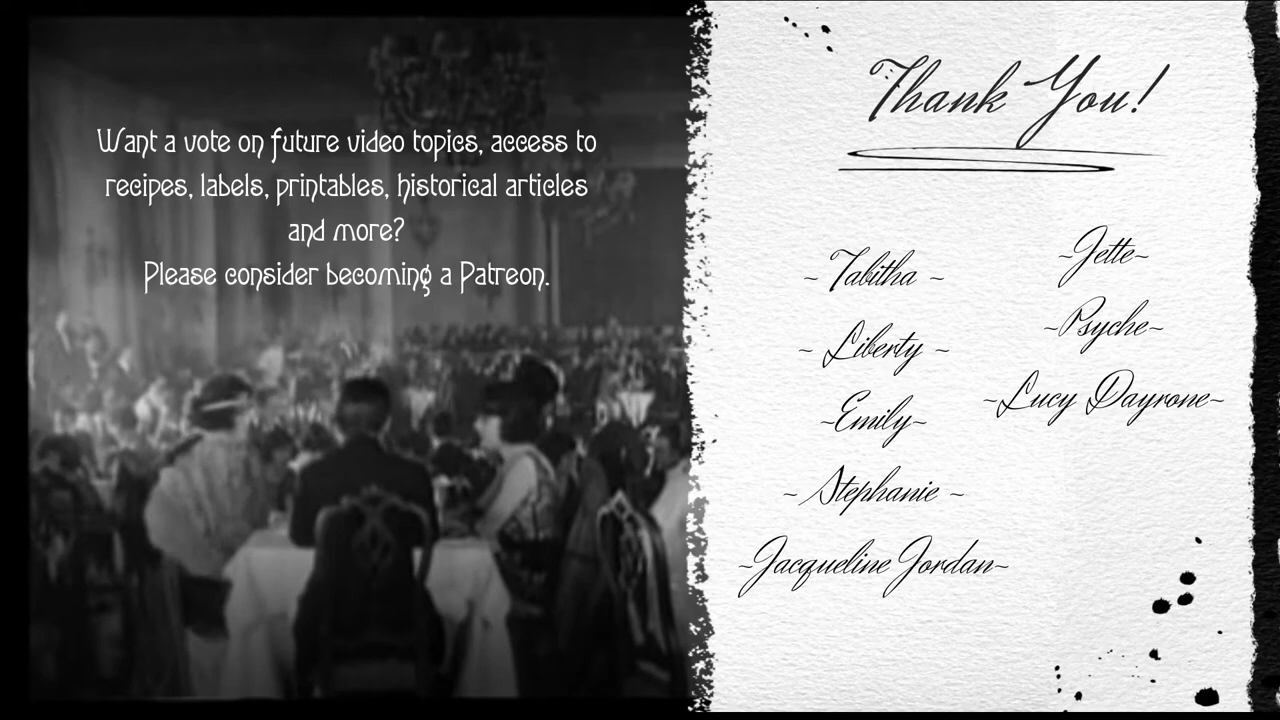 Want a vote on future video topics, access to
recipes, labels, printables, historical articles
and more?
Please consider becoming a Patreon.
Thank You!
~ Tabitha ~
~ Liberty ~
~Emily~
~ Stephanie ~
~Jacqueline Jordan~
~Jette~
~Psyche~
~Lucy Dayrone~